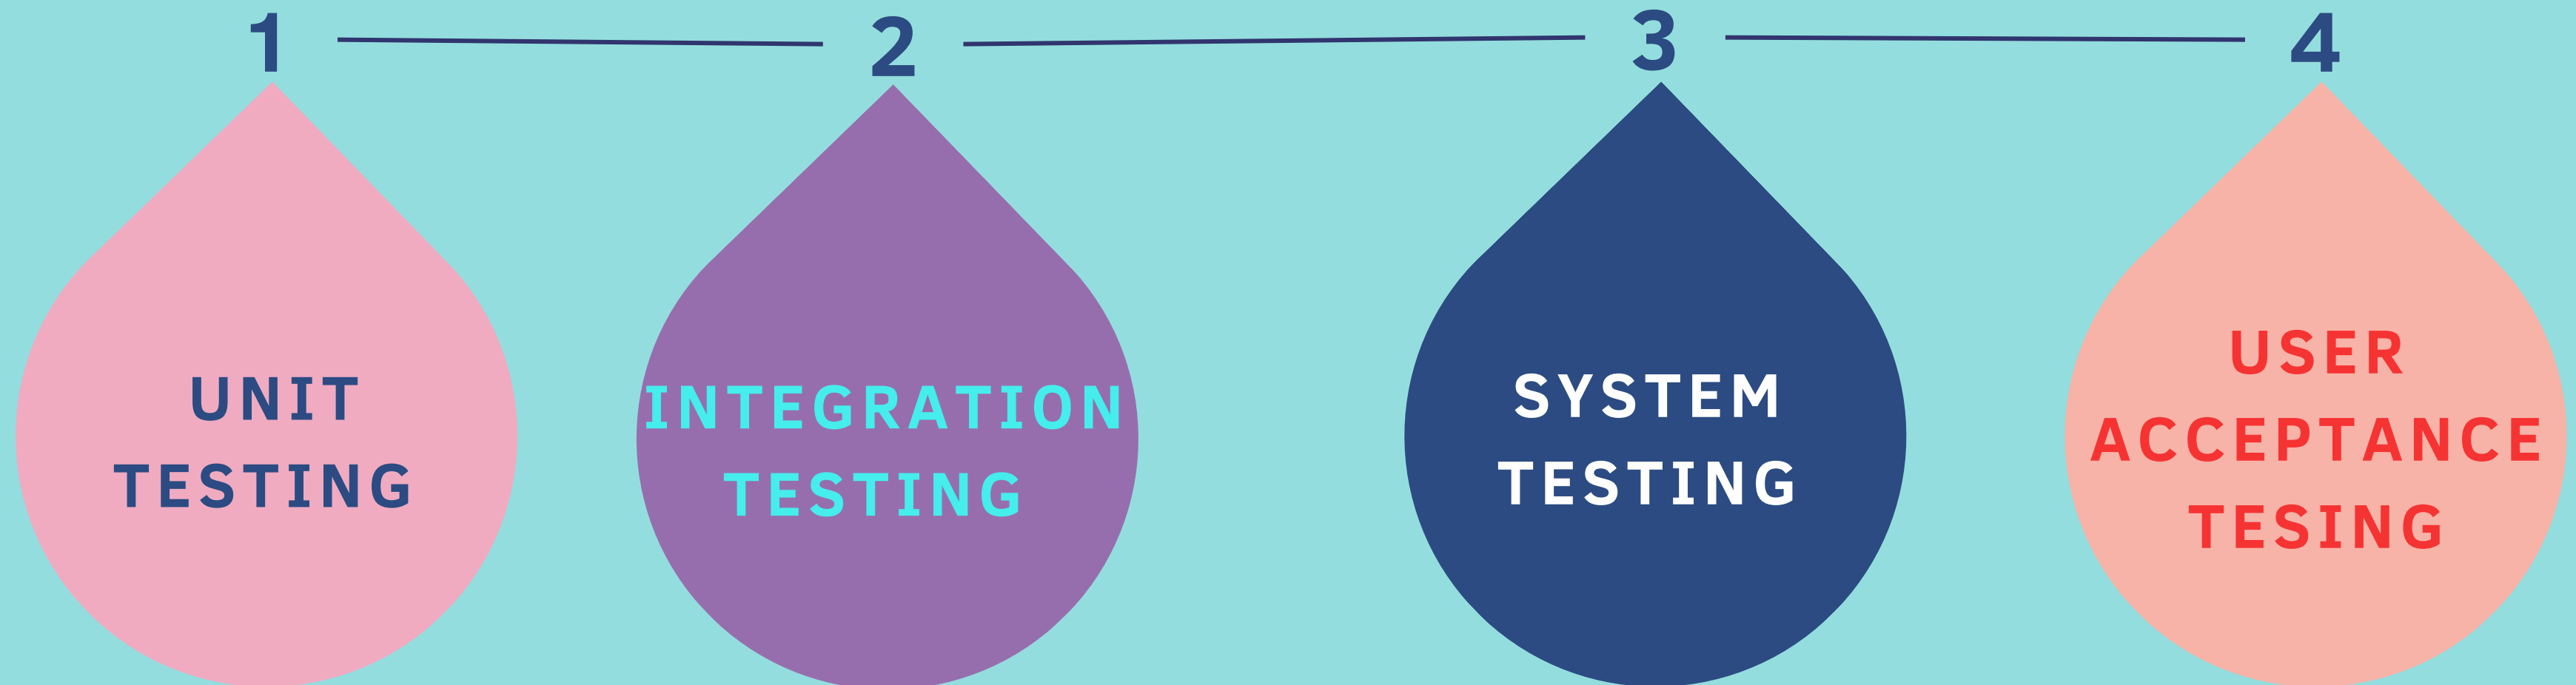 1
2
3
4
UNIT
TESTING
INTEGRATION
TESTING
SYSTEM
TESTING
USER
ACCEPTANCE
TESING